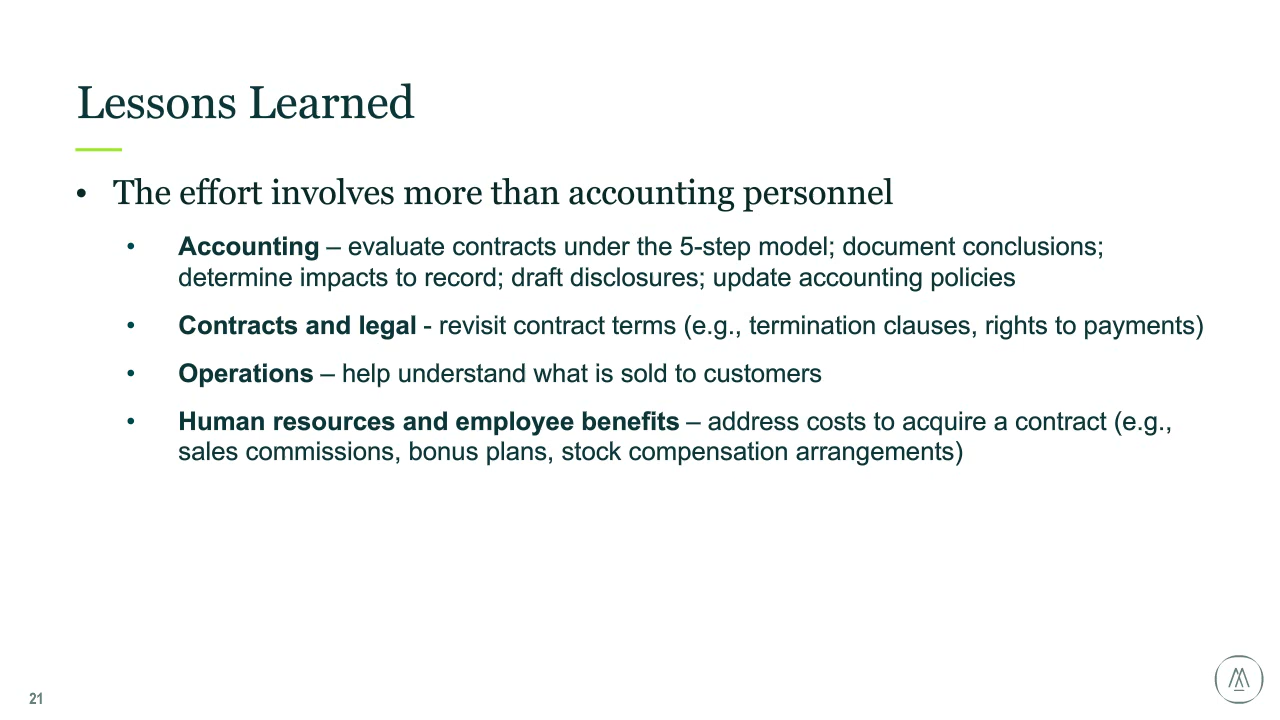 Lessons Learned
• The effort involves more than accounting personnel
• Accounting – evaluate contracts under the 5-step model; document conclusions;
determine impacts to record; draft disclosures; update accounting policies
• Contracts and legal - revisit contract terms (e.g., termination clauses, rights to payments)
• Operations – help understand what is sold to customers
• Human resources and employee benefits – address costs to acquire a contract (e.g.,
sales commissions, bonus plans, stock compensation arrangements)
21